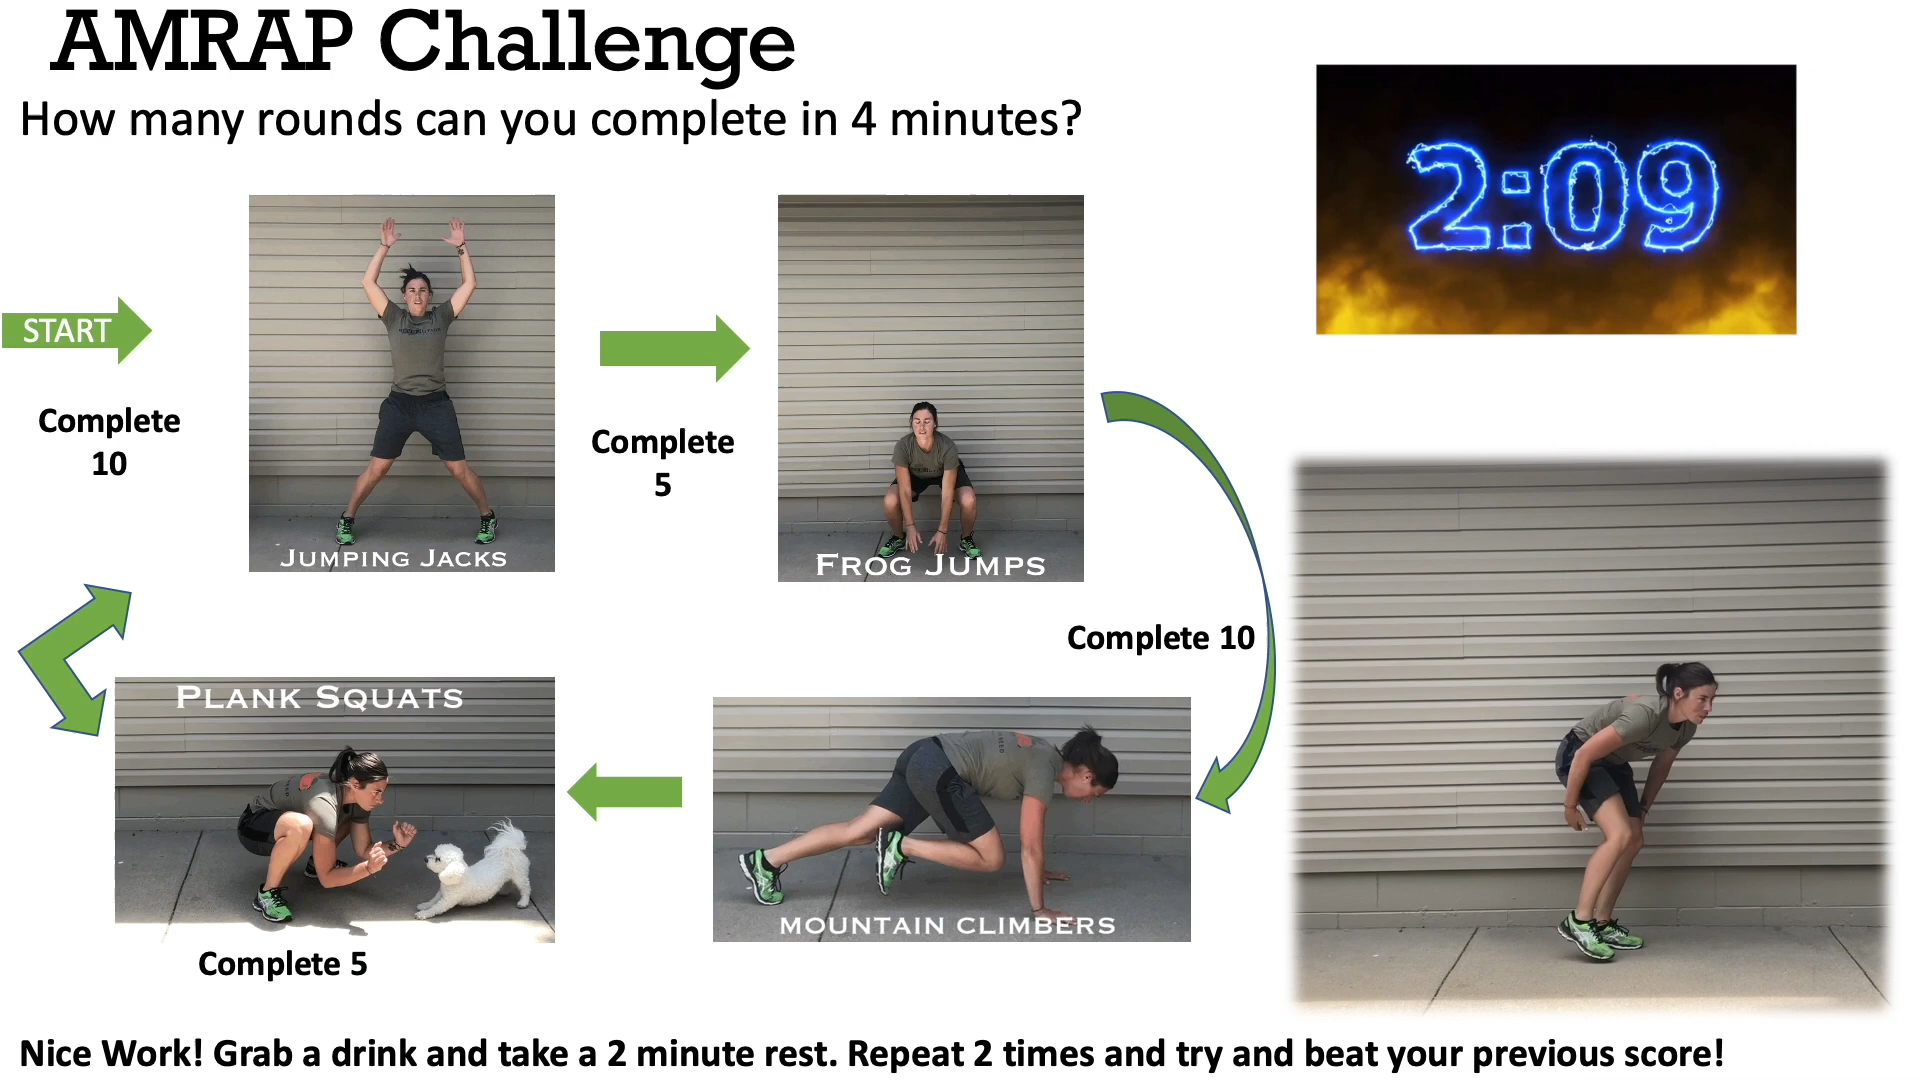 AMRAP Challenge
How many rounds can you complete in 4 minutes?
2:09
START
Complete
10
JUMPING JACKS
Complete
5
FROG JUMPS
Complete 10
MOUNTAIN CLIMBERS
PLANK SQUATS
Complete 5
Nice Work! Grab a drink and take a 2 minute rest. Repeat 2 times and try and beat your previous score!